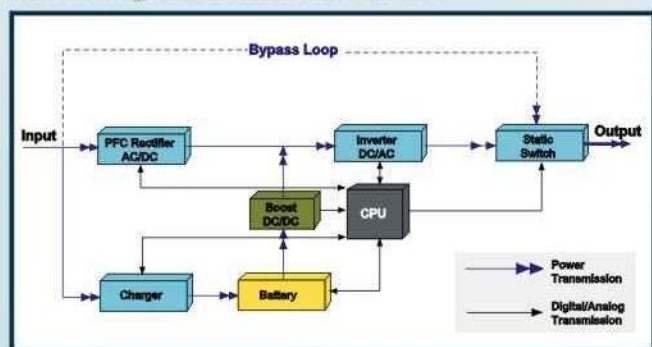 Bypass Loop
Input
PFC Rectifier
AC/DC
Inverter
DC/AC
Static
Switch
Output
Boost
DC/DC
CPU
Charger
Battery
Power
Transmission
Digital/Analog
Transmission